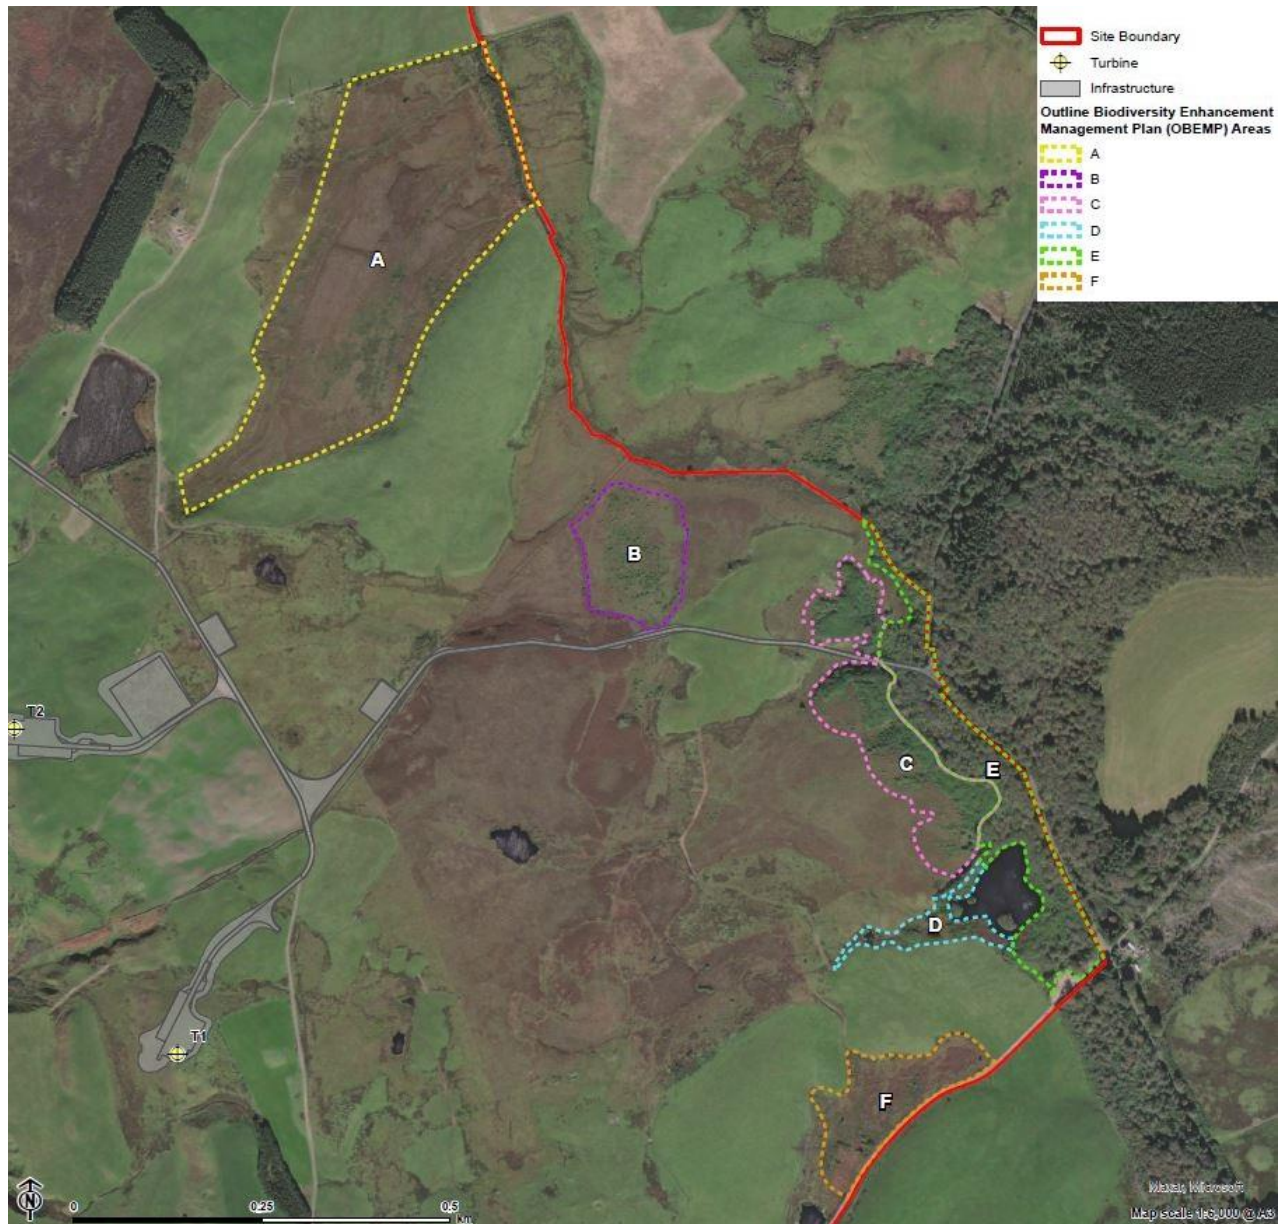 Site Boundary
Turbine
Infrastructure
Outline Biodiversity Enhancement
Management Plan (OBEMP) Areas
A
B
C
D
E
F
A
B
C
E
D
F
T2
T1
N
0 0.25 0.5
km
Maxar, Microsoft
Map scale 1:6,000 @ A3